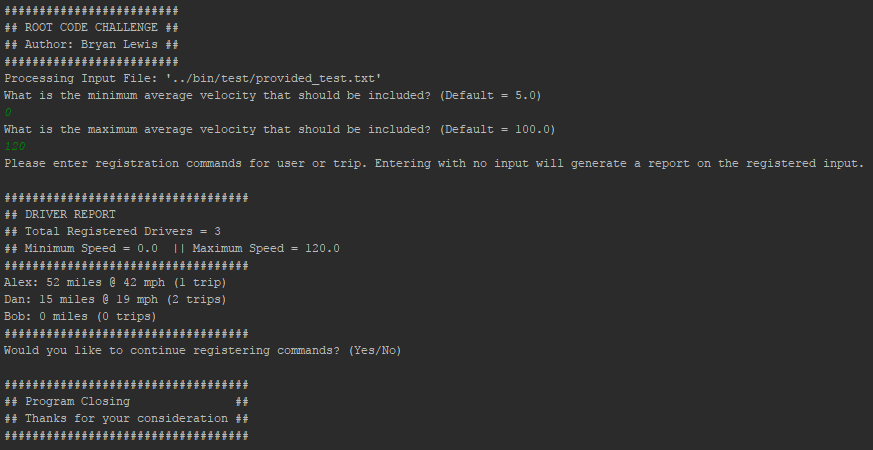 #########################
## ROOT CODE CHALLENGE ##
## Author: Bryan Lewis ##
#########################
Processing Input File: '../bin/test/provided_test.txt'
What is the minimum average velocity that should be included? (Default = 5.0)
0
What is the maximum average velocity that should be included? (Default = 100.0)
120
Please enter registration commands for user or trip. Entering with no input will generate a report on the registered input.
###################################
## DRIVER REPORT
## Total Registered Drivers = 3
## Minimum Speed = 0.0  || Maximum Speed = 120.0
###################################
Alex: 52 miles @ 42 mph (1 trip)
Dan: 15 miles @ 19 mph (2 trips)
Bob: 0 miles (0 trips)
###################################
Would you like to continue registering commands? (Yes/No)
###################################
## Program Closing               ##
## Thanks for your consideration ##
###################################